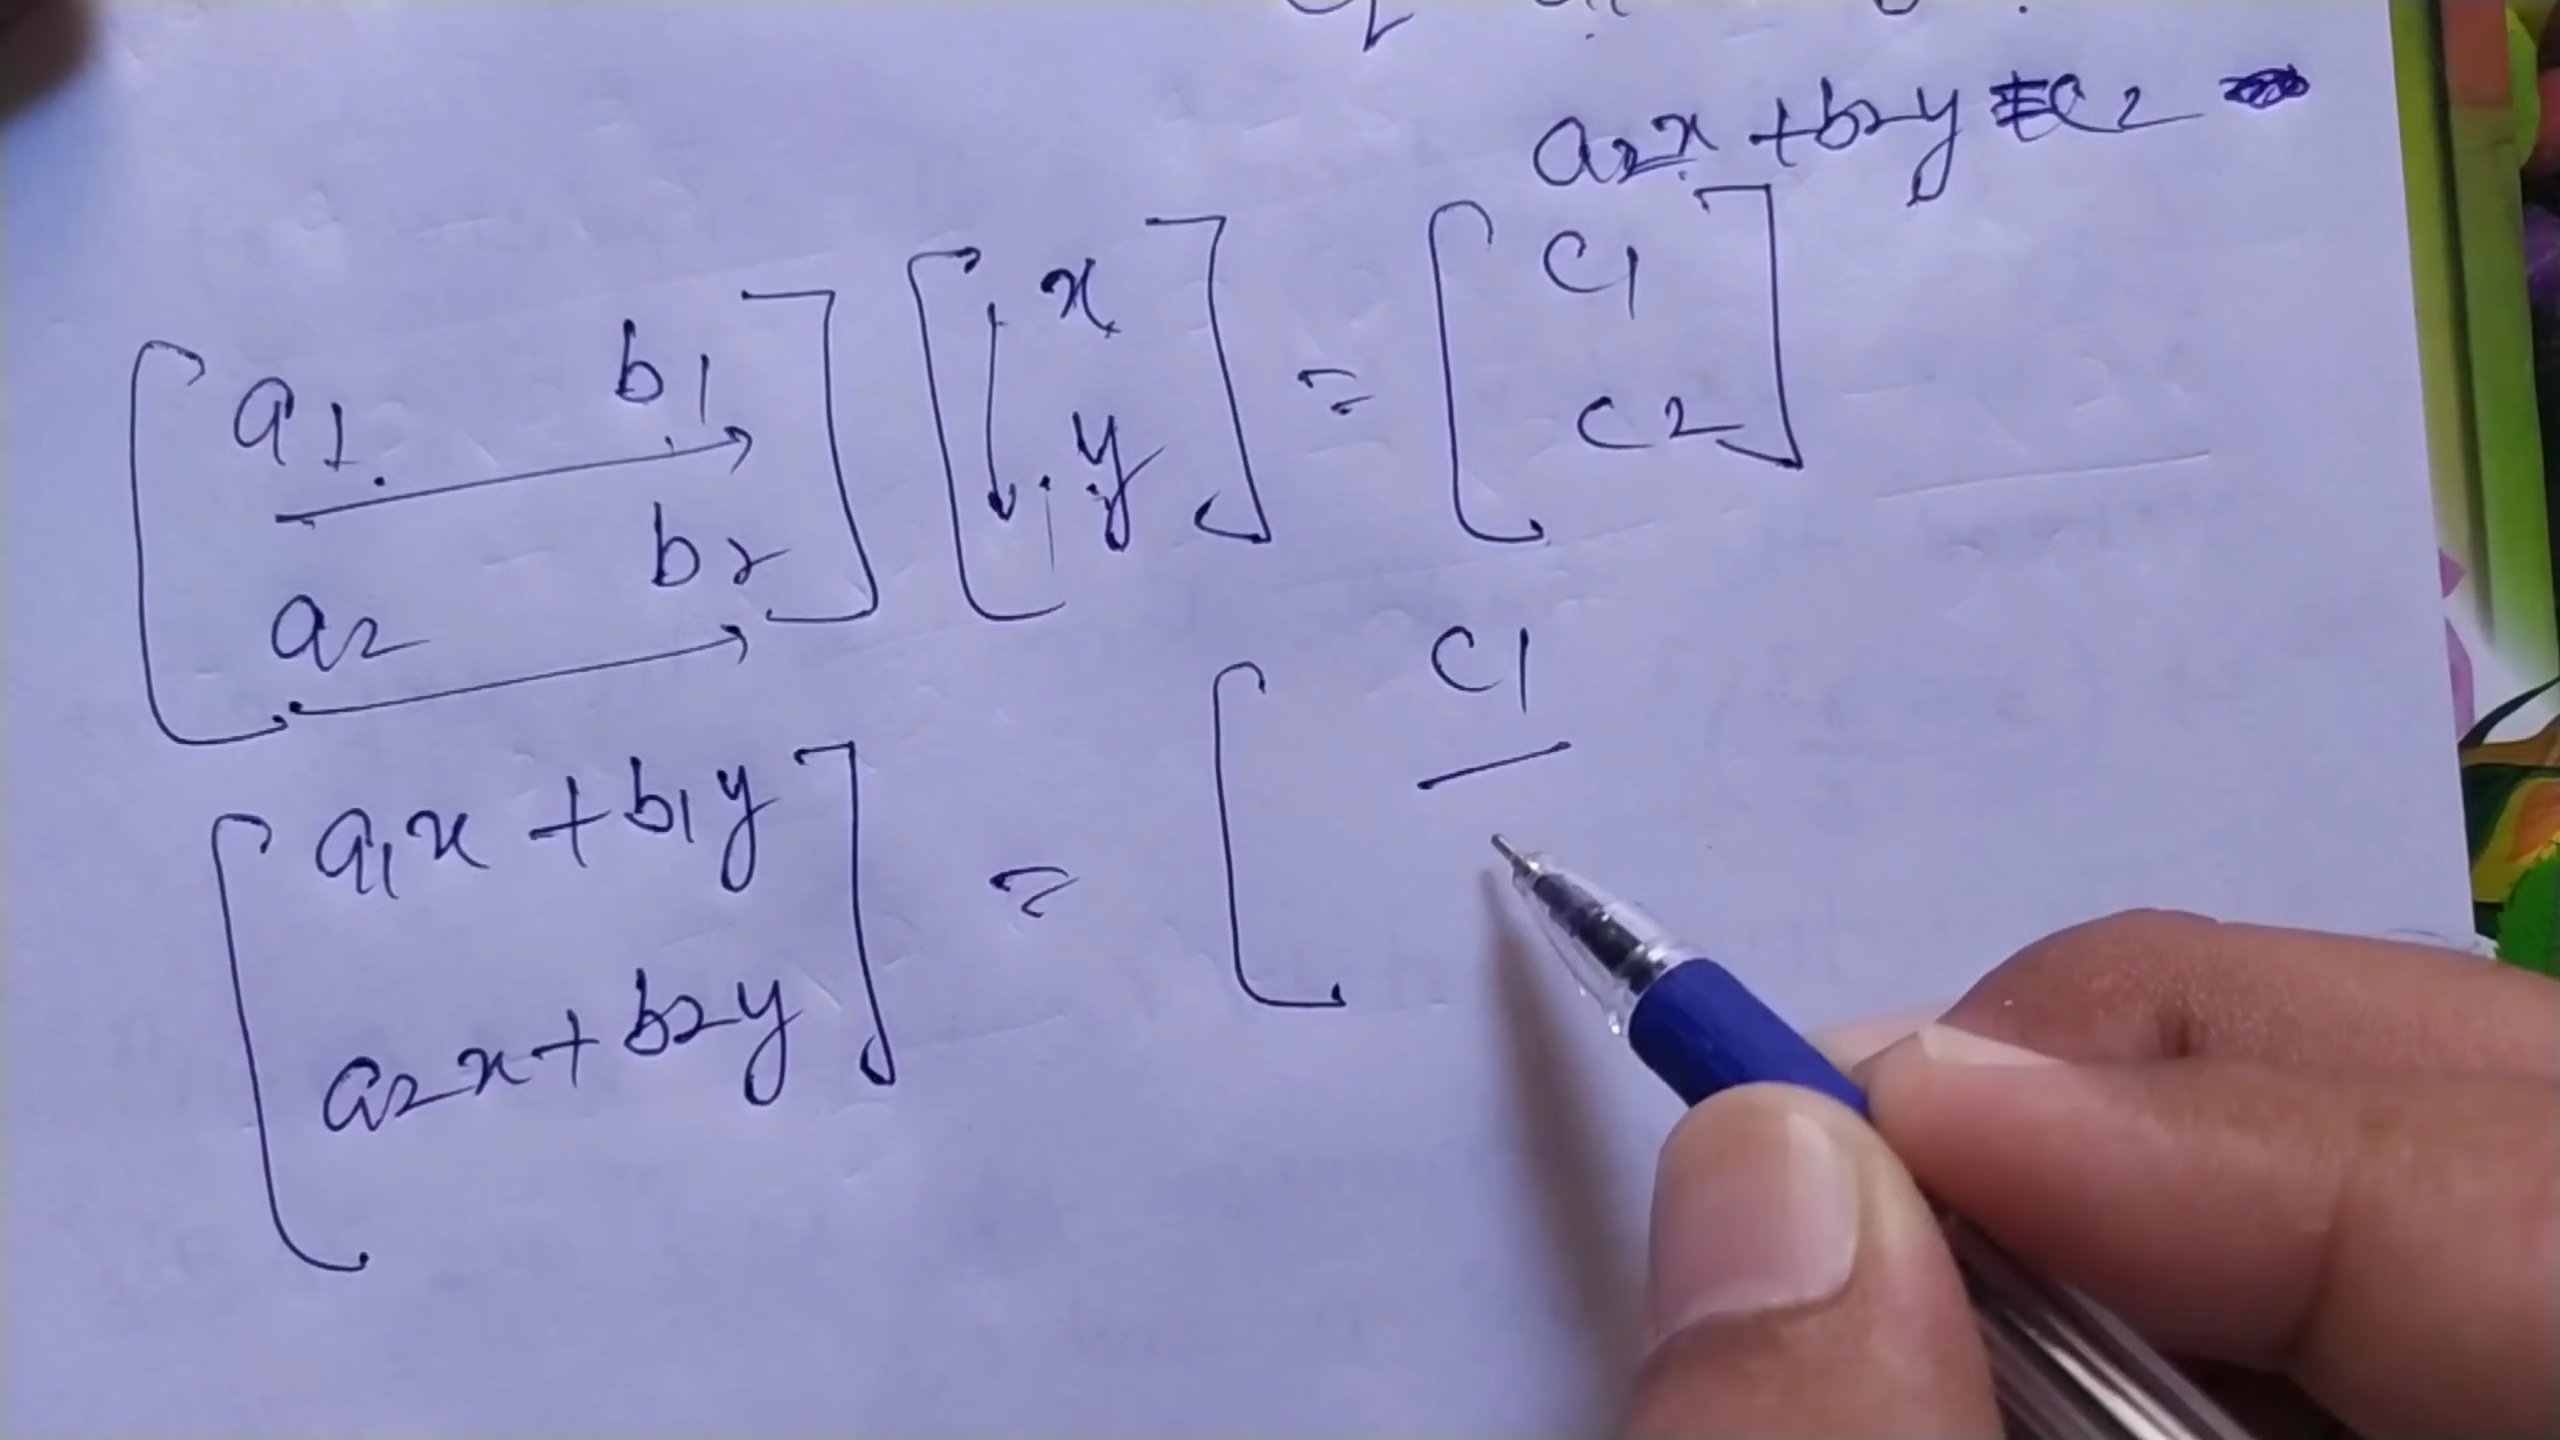 a2x + b2y = c2
[ a1 b1 ] [ x ] = [ c1 ]
[ a2 b2 ] [ y ] [ c2 ]
[ a1x + b1y ] = [ c1
[ a2x + b2y ]